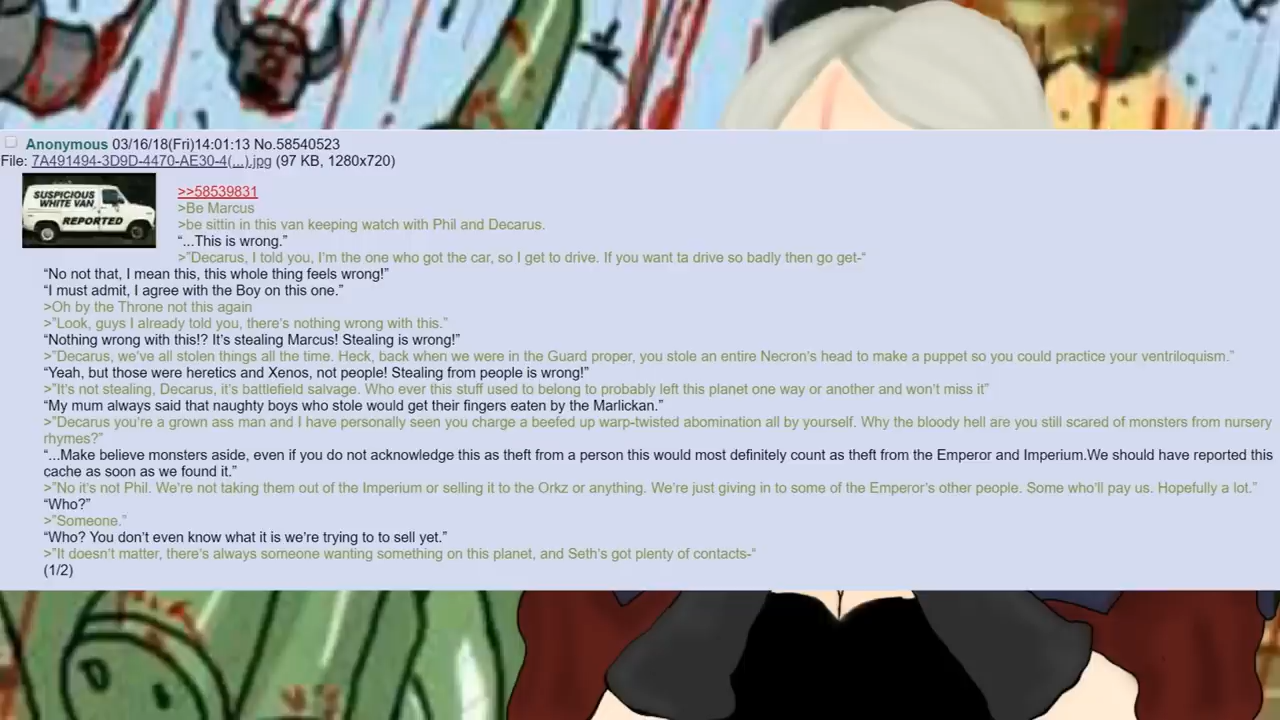 Anonymous 03/16/18(Fri)14:01:13 No.58540523
File: 7A491494-3D9D-4470-AE30-4(...).jpg (97 KB, 1280x720)
SUSPICIOUS
WHITE VAN
REPORTED
>>58539831
>Be Marcus
>be sittin in this van keeping watch with Phil and Decarus.
“...This is wrong.”
>”Decarus, I told you, I’m the one who got the car, so I get to drive. If you want ta drive so badly then go get-“
“No not that, I mean this, this whole thing feels wrong!”
“I must admit, I agree with the Boy on this one.”
>Oh by the Throne not this again
>”Look, guys I already told you, there’s nothing wrong with this.”
“Nothing wrong with this!? It’s stealing Marcus! Stealing is wrong!”
>”Decarus, we’ve all stolen things all the time. Heck, back when we were in the Guard proper, you stole an entire Necron’s head to make a puppet so you could practice your ventriloquism.”
“Yeah, but those were heretics and Xenos, not people! Stealing from people is wrong!”
>”It’s not stealing, Decarus, it’s battlefield salvage. Who ever this stuff used to belong to probably left this planet one way or another and won’t miss it”
“My mum always said that naughty boys who stole would get their fingers eaten by the Marlickan.”
>”Decarus you’re a grown ass man and I have personally seen you charge a beefed up warp-twisted abomination all by yourself. Why the bloody hell are you still scared of monsters from nursery
rhymes?”
“...Make believe monsters aside, even if you do not acknowledge this as theft from a person this would most definitely count as theft from the Emperor and Imperium.We should have reported this
cache as soon as we found it.”
>”No it’s not Phil. We’re not taking them out of the Imperium or selling it to the Orkz or anything. We’re just giving in to some of the Emperor’s other people. Some who’ll pay us. Hopefully a lot.”
“Who?”
>”Someone.”
“Who? You don’t even know what it is we’re trying to to sell yet.”
>”It doesn’t matter, there’s always someone wanting something on this planet, and Seth’s got plenty of contacts-“
(1/2)